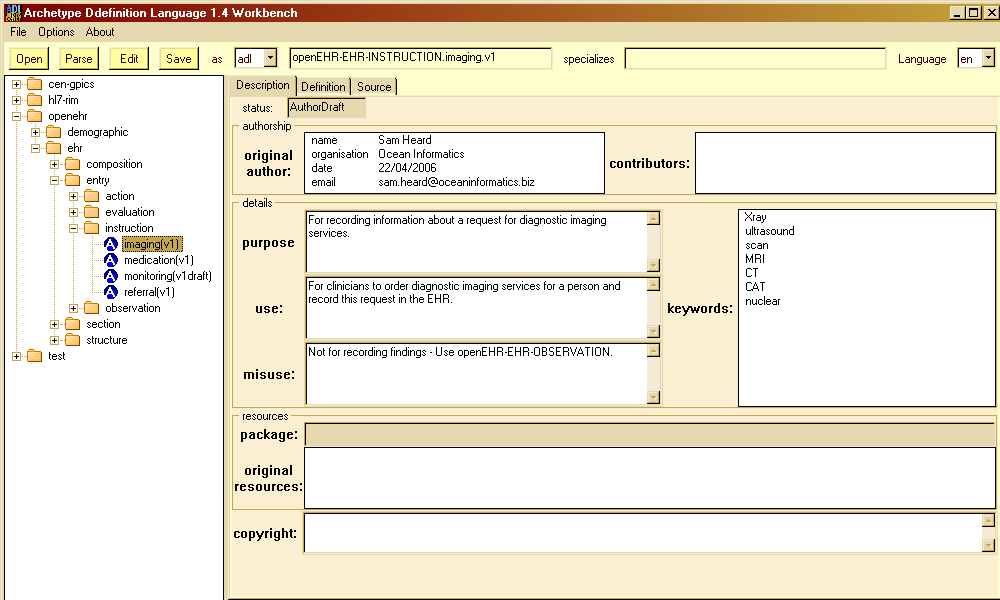 Archetype Ddefinition Language 1.4 Workbench
File Options About
Open Parse Edit Save as adl openEHR-EHR-INSTRUCTION.imaging.v1 specializes Language en
cen-gpics
hl7-rim
openehr
demographic
ehr
composition
entry
action
evaluation
instruction
A imaging(v1)
A medication(v1)
A monitoring(v1draft)
A referral(v1)
observation
section
structure
test
Description Definition Source
status: AuthorDraft
authorship
original author:
name Sam Heard
organisation Ocean Informatics
date 22/04/2006
email sam.heard@oceaninformatics.biz
contributors:
details
purpose
For recording information about a request for diagnostic imaging
services.
use:
For clinicians to order diagnostic imaging services for a person and
record this request in the EHR.
misuse:
Not for recording findings - Use openEHR-EHR-OBSERVATION.
keywords:
Xray
ultrasound
scan
MRI
CT
CAT
nuclear
resources
package:
original
resources:
copyright: